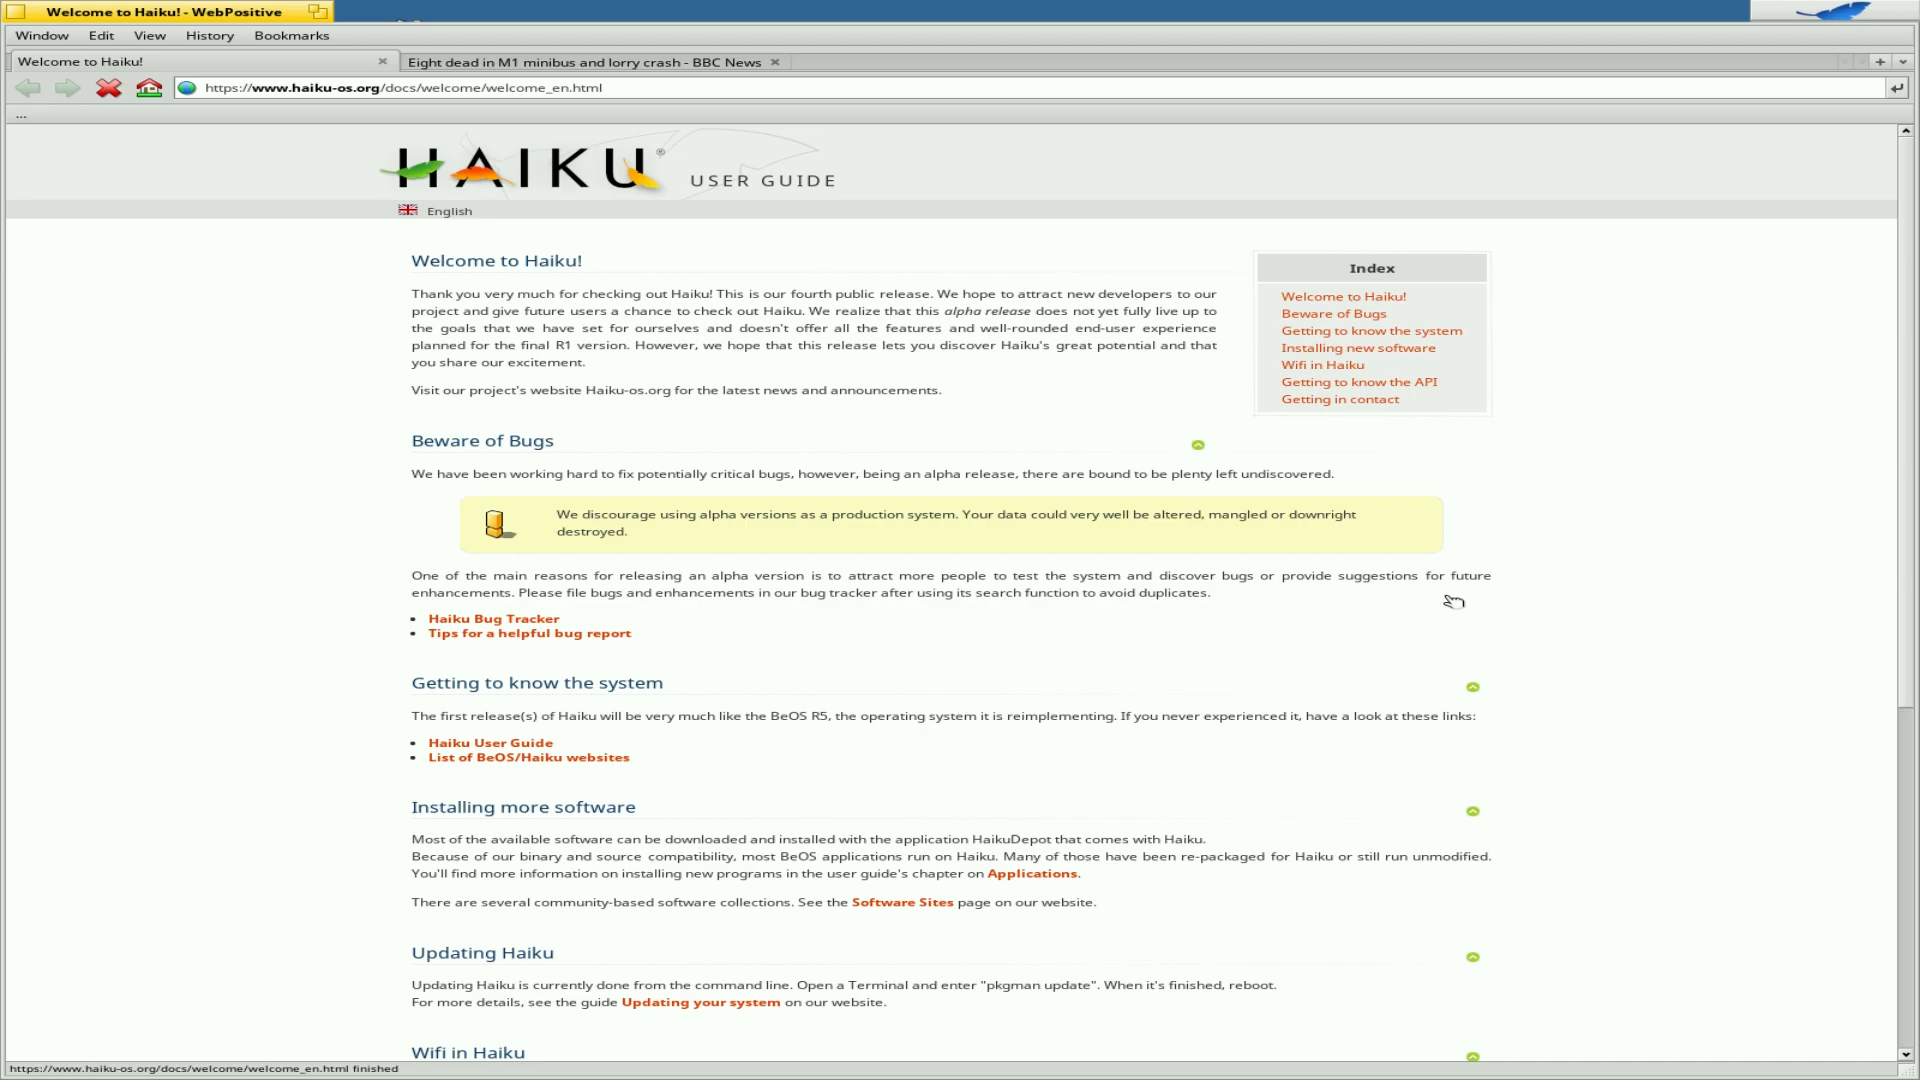 Welcome to Haiku! - WebPositive
Window Edit View History Bookmarks
Welcome to Haiku!
Eight dead in M1 minibus and lorry crash - BBC News
https://www.haiku-os.org/docs/welcome/welcome_en.html
...
HAIKU® USER GUIDE
English
Welcome to Haiku!
Thank you very much for checking out Haiku! This is our fourth public release. We hope to attract new developers to our
project and give future users a chance to check out Haiku. We realize that this alpha release does not yet fully live up to
the goals that we have set for ourselves and doesn't offer all the features and well-rounded end-user experience
planned for the final R1 version. However, we hope that this release lets you discover Haiku's great potential and that
you share our excitement.
Visit our project's website Haiku-os.org for the latest news and announcements.
Index
Welcome to Haiku!
Beware of Bugs
Getting to know the system
Installing new software
Wifi in Haiku
Getting to know the API
Getting in contact
Beware of Bugs
We have been working hard to fix potentially critical bugs, however, being an alpha release, there are bound to be plenty left undiscovered.
We discourage using alpha versions as a production system. Your data could very well be altered, mangled or downright
destroyed.
One of the main reasons for releasing an alpha version is to attract more people to test the system and discover bugs or provide suggestions for future
enhancements. Please file bugs and enhancements in our bug tracker after using its search function to avoid duplicates.
Haiku Bug Tracker
Tips for a helpful bug report
Getting to know the system
The first release(s) of Haiku will be very much like the BeOS R5, the operating system it is reimplementing. If you never experienced it, have a look at these links:
Haiku User Guide
List of BeOS/Haiku websites
Installing more software
Most of the available software can be downloaded and installed with the application HaikuDepot that comes with Haiku.
Because of our binary and source compatibility, most BeOS applications run on Haiku. Many of those have been re-packaged for Haiku or still run unmodified.
You'll find more information on installing new programs in the user guide's chapter on Applications.
There are several community-based software collections. See the Software Sites page on our website.
Updating Haiku
Updating Haiku is currently done from the command line. Open a Terminal and enter "pkgman update". When it's finished, reboot.
For more details, see the guide Updating your system on our website.
Wifi in Haiku
https://www.haiku-os.org/docs/welcome/welcome_en.html finished